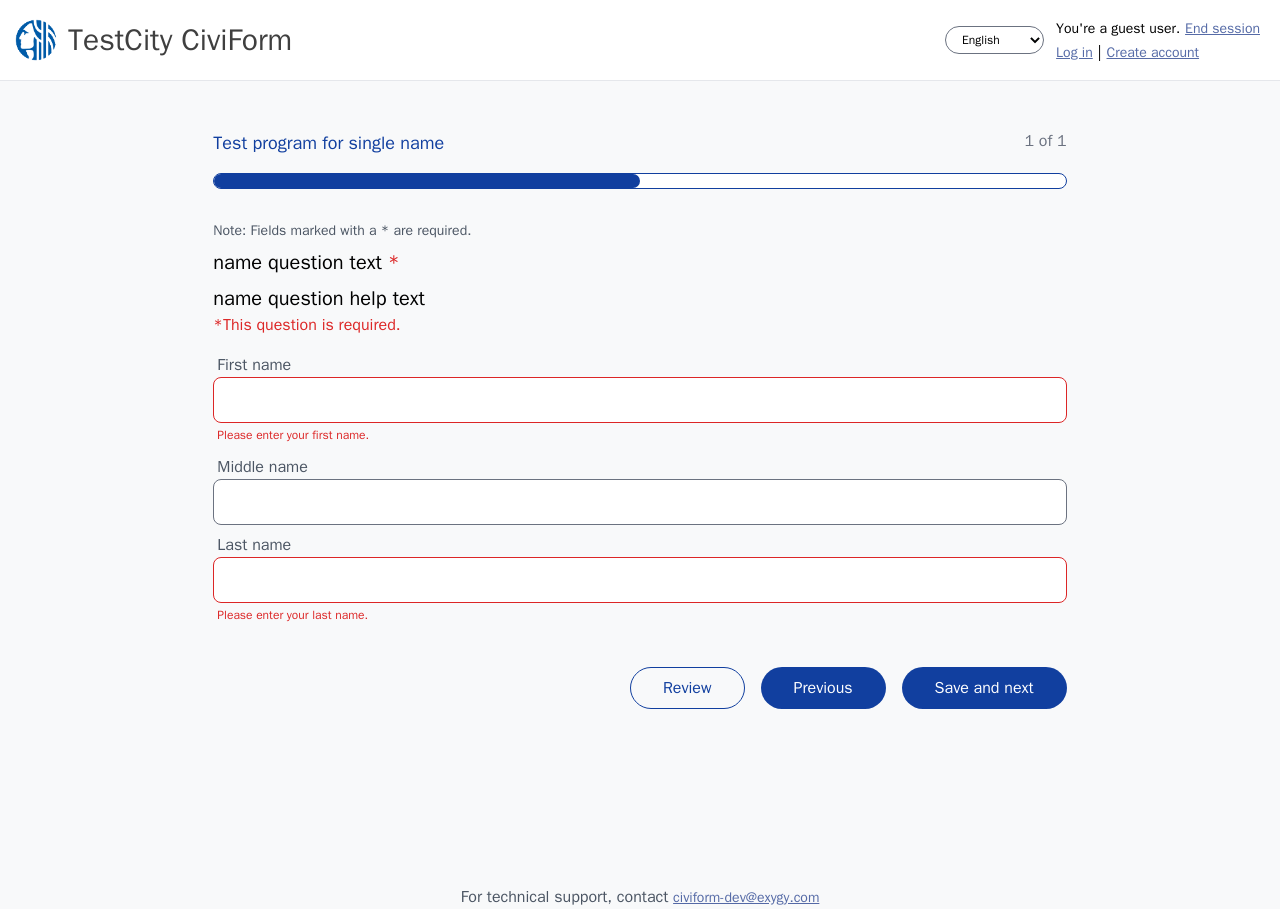 TestCity CiviForm
English
You're a guest user. End session
Log in | Create account
Test program for single name
1 of 1
Note: Fields marked with a * are required.
name question text *
name question help text
*This question is required.
First name
Please enter your first name.
Middle name
Last name
Please enter your last name.
Review
Previous
Save and next
For technical support, contact civiform-dev@exygy.com